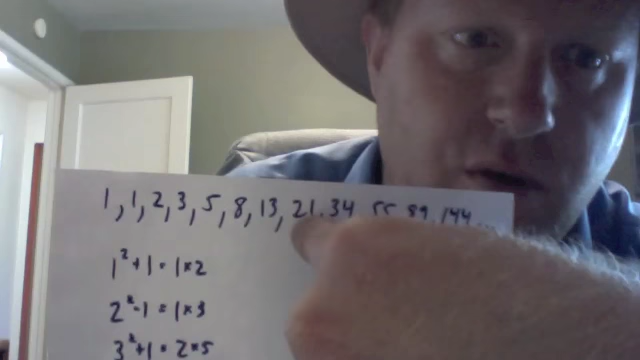 1, 1, 2, 3, 5, 8, 13, 21, 34, 55, 89, 144...
1² + 1 = 1 × 2
2² - 1 = 1 × 3
3² + 1 = 2 × 5